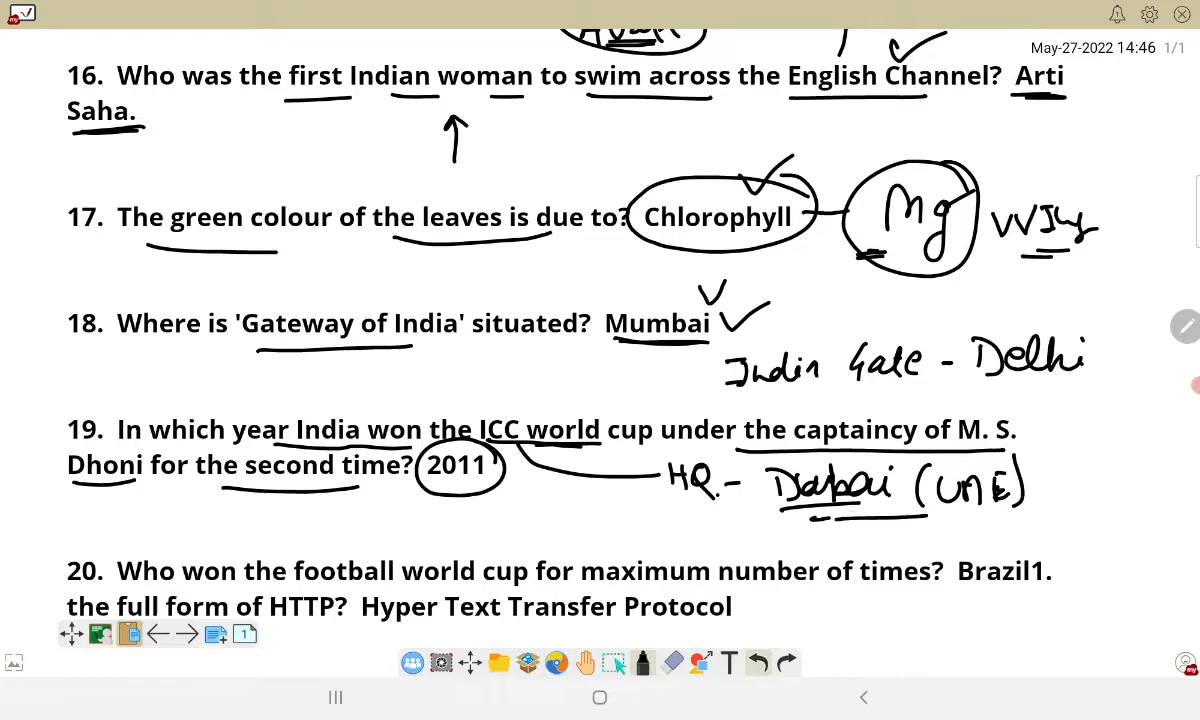 May-27-2022 14:46 1/1
16. Who was the first Indian woman to swim across the English Channel? Arti
Saha.
17. The green colour of the leaves is due to? Chlorophyll Mg VVImp
18. Where is 'Gateway of India' situated? Mumbai
India Gate - Delhi
19. In which year India won the ICC world cup under the captaincy of M. S.
Dhoni for the second time? 2011 HQ. - Dubai (UAE)
20. Who won the football world cup for maximum number of times? Brazil1.
the full form of HTTP? Hyper Text Transfer Protocol
1
T